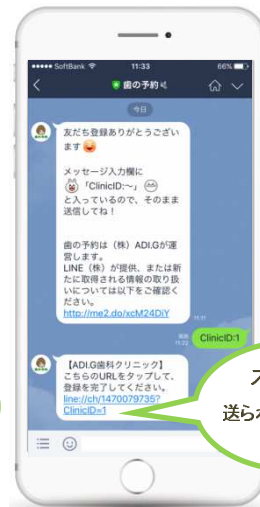 SoftBank 11:33 66%
歯の予約
今日
友だち登録ありがとうござい
ます
メッセージ入力欄に
「ClinicID:~」
と入っているので、そのまま
送信してね!
歯の予約は(株)ADI.Gが運
営します。
LINE(株)が提供、または新
たに取得される情報の取り扱
いについては以下をご確認く
ださい。
http://me2.do/xcM24DiY
11:11
ClinicID:1
既読
11:22
【ADI.G歯科クリニック】
こちらのURLをタップして、
登録を完了してください。
line://ch/1470079735?
ClinicID=1
送られ